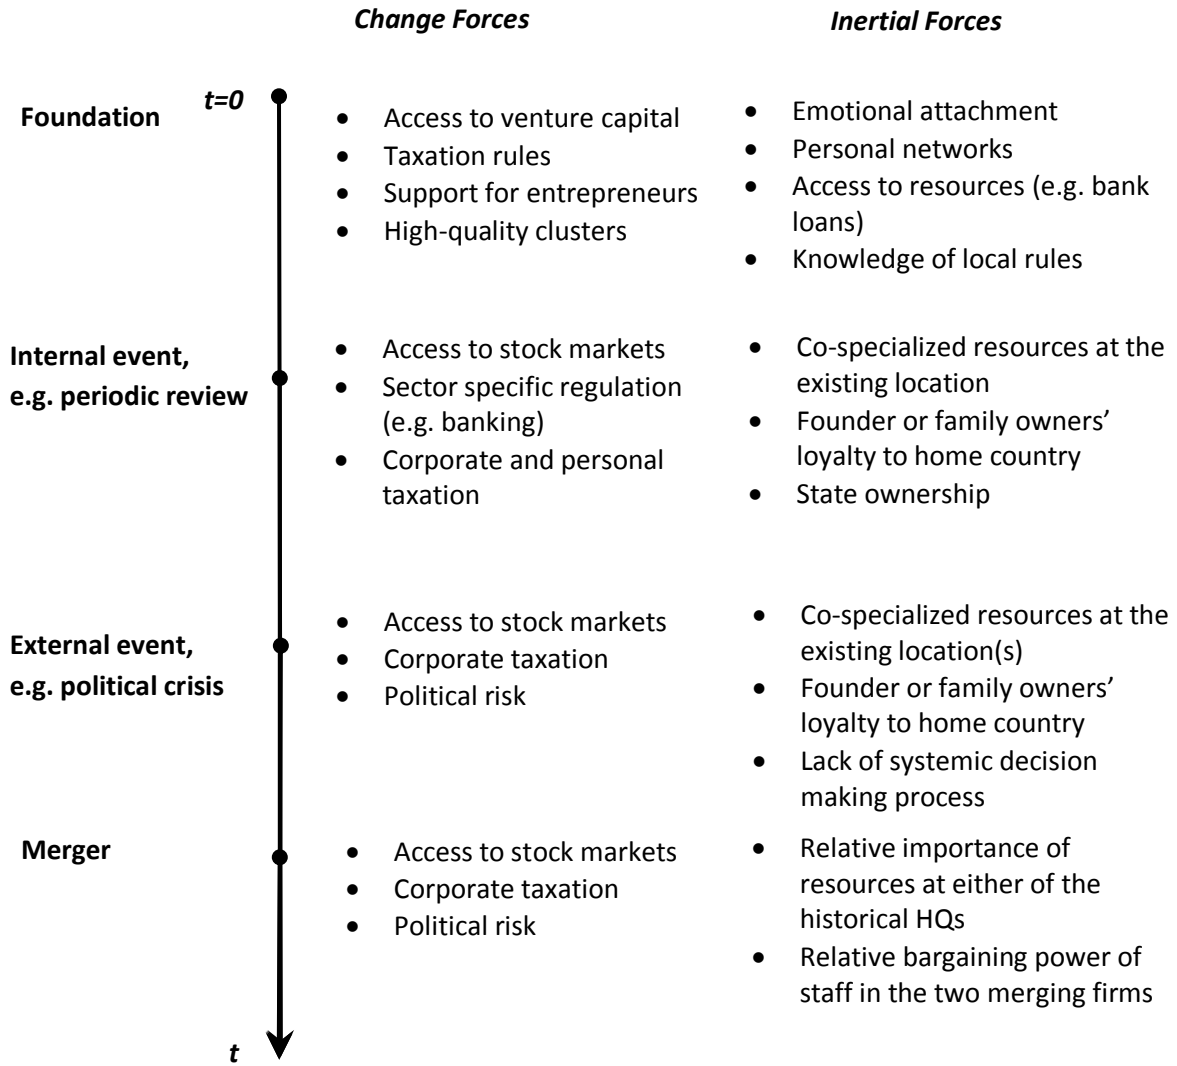 Change Forces
Inertial Forces
Foundation
t=0
• Access to venture capital
• Taxation rules
• Support for entrepreneurs
• High-quality clusters
• Emotional attachment
• Personal networks
• Access to resources (e.g. bank
loans)
• Knowledge of local rules
Internal event,
e.g. periodic review
• Access to stock markets
• Sector specific regulation
(e.g. banking)
• Corporate and personal
taxation
• Co-specialized resources at the
existing location
• Founder or family owners’
loyalty to home country
• State ownership
External event,
e.g. political crisis
• Access to stock markets
• Corporate taxation
• Political risk
• Co-specialized resources at the
existing location(s)
• Founder or family owners’
loyalty to home country
• Lack of systemic decision
making process
Merger
• Access to stock markets
• Corporate taxation
• Political risk
• Relative importance of
resources at either of the
historical HQs
• Relative bargaining power of
staff in the two merging firms
t